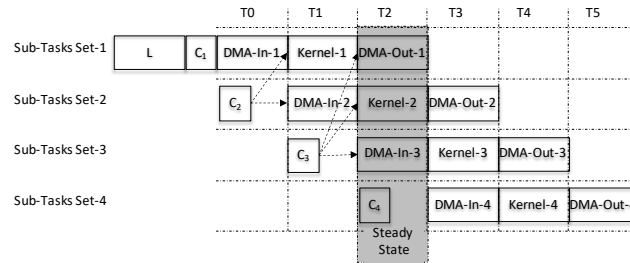 T0 T1 T2 T3 T4 T5
Sub-Tasks Set-1 L C1 DMA-In-1 Kernel-1 DMA-Out-1
Sub-Tasks Set-2 C2 DMA-In-2 Kernel-2 DMA-Out-2
Sub-Tasks Set-3 C3 DMA-In-3 Kernel-3 DMA-Out-3
Sub-Tasks Set-4 C4 DMA-In-4 Kernel-4 DMA-Out-
Steady
State